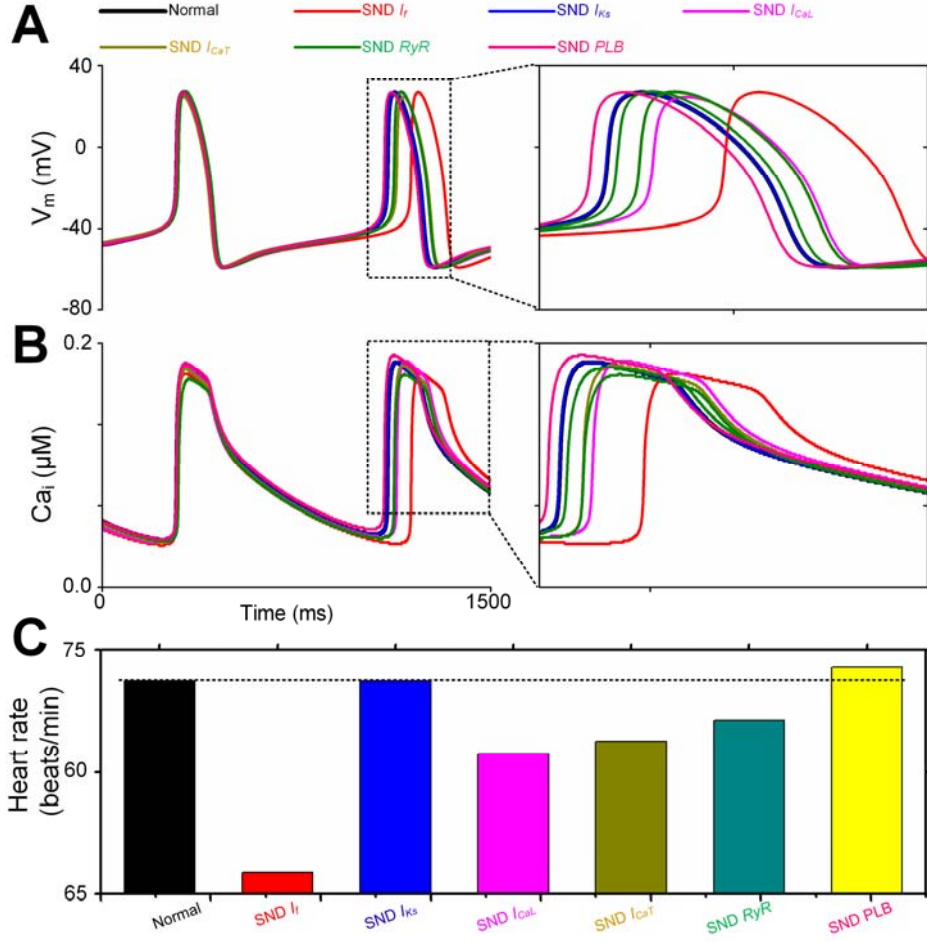 A
Normal SND If SND IKs SND ICaL
SND ICaT SND RyR SND PLB
40
0
-40
-80
Vm (mV)
B
0.2
0.0
Cai (µM)
0 Time (ms) 1500
C
75
60
65
Heart rate
(beats/min)
Normal SND If SND IKs SND ICaL SND ICaT SND RyR SND PLB